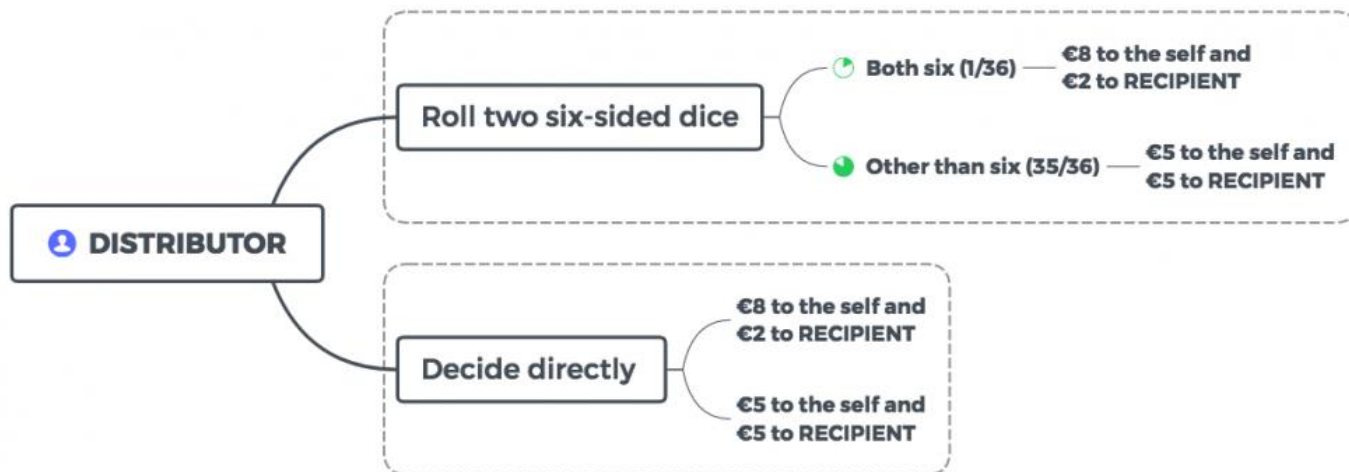 DISTRIBUTOR
Roll two six-sided dice
Both six (1/36)
€8 to the self and
€2 to RECIPIENT
Other than six (35/36)
€5 to the self and
€5 to RECIPIENT
Decide directly
€8 to the self and
€2 to RECIPIENT
€5 to the self and
€5 to RECIPIENT